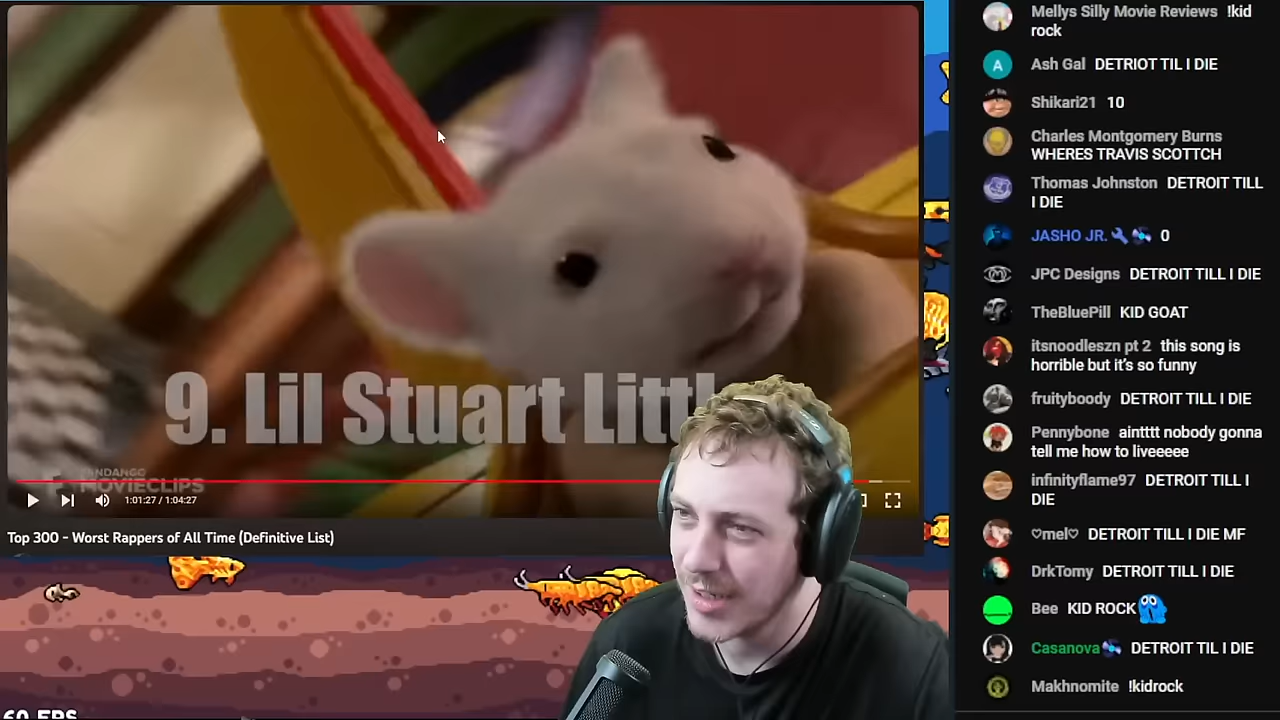 9. Lil Stuart Littl
FANDANGO
MOVIECLIPS
1:01:27 / 1:04:27
Top 300 - Worst Rappers of All Time (Definitive List)
60 FPS
Mellys Silly Movie Reviews !kid
rock
A
Ash Gal DETRIOT TIL I DIE
Shikari21 10
Charles Montgomery Burns
WHERES TRAVIS SCOTTCH
Thomas Johnston DETROIT TILL
I DIE
JASHO JR. 0
JPC Designs DETROIT TILL I DIE
TheBluePill KID GOAT
itsnoodleszn pt 2 this song is
horrible but it's so funny
fruityboody DETROIT TILL I DIE
Pennybone aintttt nobody gonna
tell me how to liveeeee
infinityflame97 DETROIT TILL I
DIE
♡mel♡ DETROIT TILL I DIE MF
DrkTomy DETROIT TILL I DIE
Bee KID ROCK
Casanova DETROIT TIL I DIE
Makhnomite !kidrock